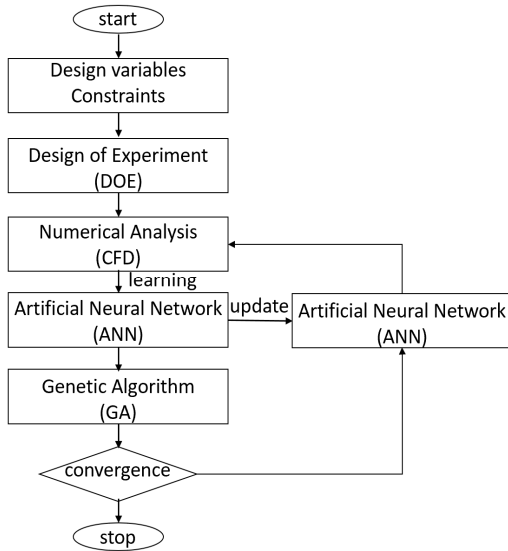 start
Design variables
Constraints
Design of Experiment
(DOE)
Numerical Analysis
(CFD)
learning
Artificial Neural Network
(ANN)
update
Artificial Neural Network
(ANN)
Genetic Algorithm
(GA)
convergence
stop